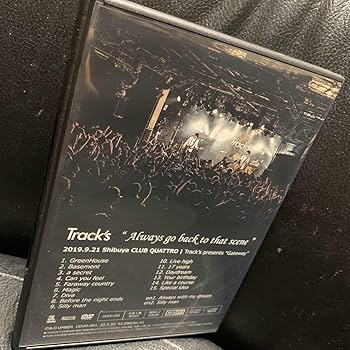 Track's " Always go back to that scene "
2019.9.21 Shibuya CLUB QUATTRO / Track's presents "Gateway"
1. GreenHouse
2. Basement
3. a secret
4. Can you feel
5. Faraway country
6. Magic
7. Diva
8. Before the night ends
9. Silly man
10. Live high
11. 17 years
12. Daydream
13. Your birthday
14. Like a course
15. Special idea
en1. Always with my dream
en2. Silly man
UDVD-001